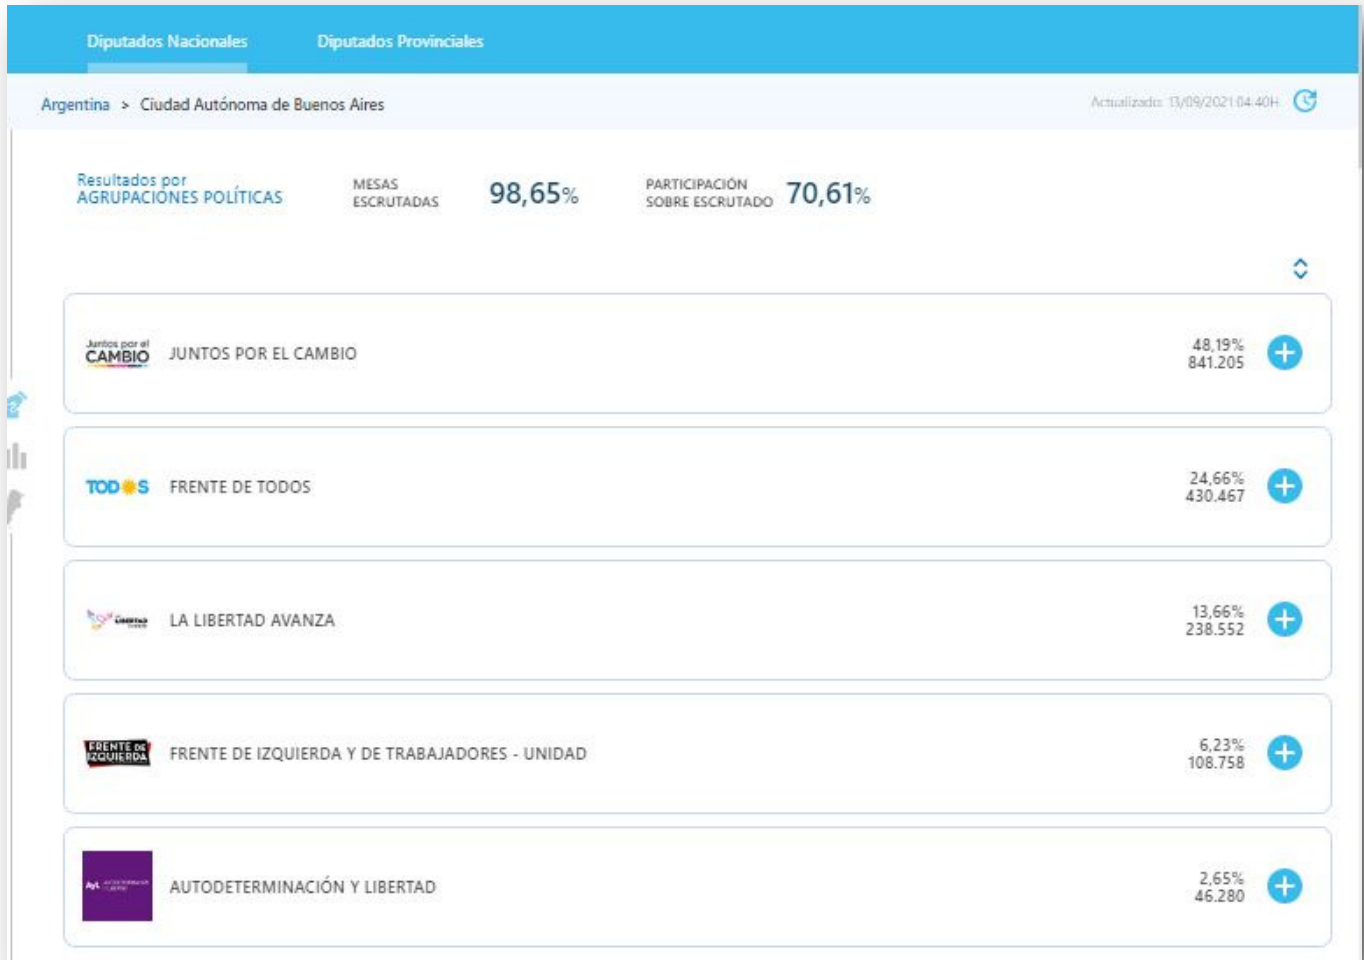 Diputados Nacionales Diputados Provinciales
Argentina > Ciudad Autónoma de Buenos Aires Actualizado: 13/09/2021 04:40H
Resultados por
AGRUPACIONES POLÍTICAS
MESAS
ESCRUTADAS
98,65%
PARTICIPACIÓN
SOBRE ESCRUTADO
70,61%
Juntos por el
CAMBIO
JUNTOS POR EL CAMBIO
48,19%
841.205
TODOS
FRENTE DE TODOS
24,66%
430.467
LIBERTAD
LA LIBERTAD AVANZA
13,66%
238.552
FRENTE DE
IZQUIERDA
FRENTE DE IZQUIERDA Y DE TRABAJADORES - UNIDAD
6,23%
108.758
AyL
AUTODETERMINACIÓN Y LIBERTAD
2,65%
46.280